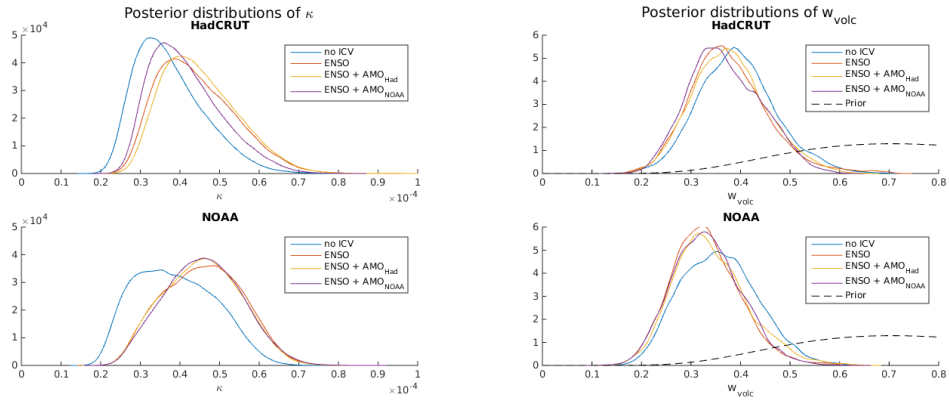 Posterior distributions of κ
HadCRUT
×10⁴
5
4
3
2
1
0
0 0.1 0.2 0.3 0.4 0.5 0.6 0.7 0.8 0.9 1
κ
×10⁻⁴
no ICV
ENSO
ENSO + AMO_Had
ENSO + AMO_NOAA
Posterior distributions of w_volc
HadCRUT
6
5
4
3
2
1
0
0 0.1 0.2 0.3 0.4 0.5 0.6 0.7 0.8
w_volc
no ICV
ENSO
ENSO + AMO_Had
ENSO + AMO_NOAA
Prior
NOAA
×10⁴
5
4
3
2
1
0
0 0.1 0.2 0.3 0.4 0.5 0.6 0.7 0.8 0.9 1
κ
×10⁻⁴
no ICV
ENSO
ENSO + AMO_Had
ENSO + AMO_NOAA
NOAA
6
5
4
3
2
1
0
0 0.1 0.2 0.3 0.4 0.5 0.6 0.7 0.8
w_volc
no ICV
ENSO
ENSO + AMO_Had
ENSO + AMO_NOAA
Prior